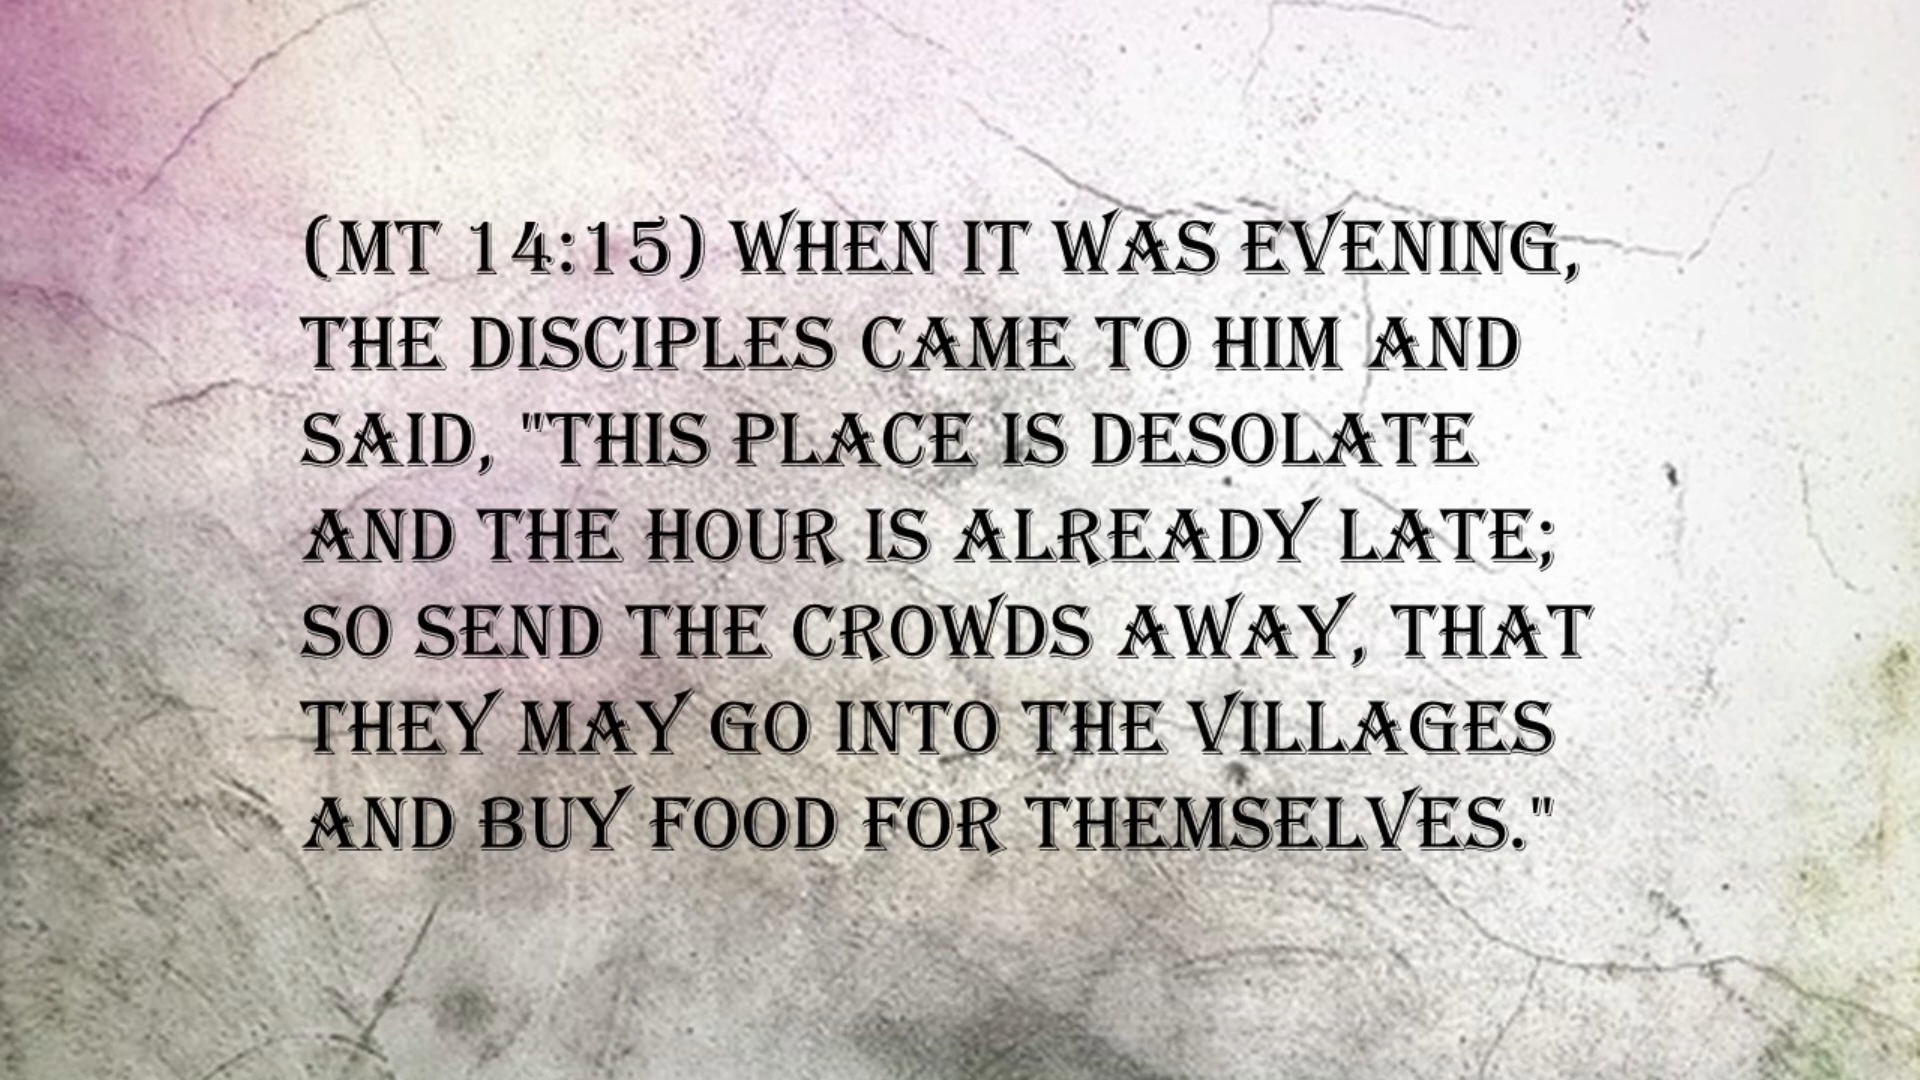 (MT 14:15) WHEN IT WAS EVENING,
THE DISCIPLES CAME TO HIM AND
SAID, "THIS PLACE IS DESOLATE
AND THE HOUR IS ALREADY LATE;
SO SEND THE CROWDS AWAY, THAT
THEY MAY GO INTO THE VILLAGES
AND BUY FOOD FOR THEMSELVES."